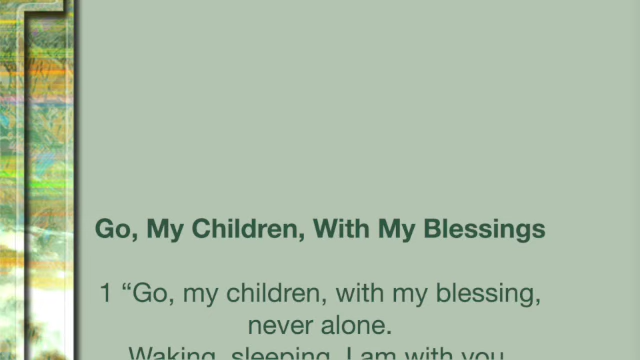 Go, My Children, With My Blessings
1 “Go, my children, with my blessing,
never alone.
Waking, sleeping, I am with you,